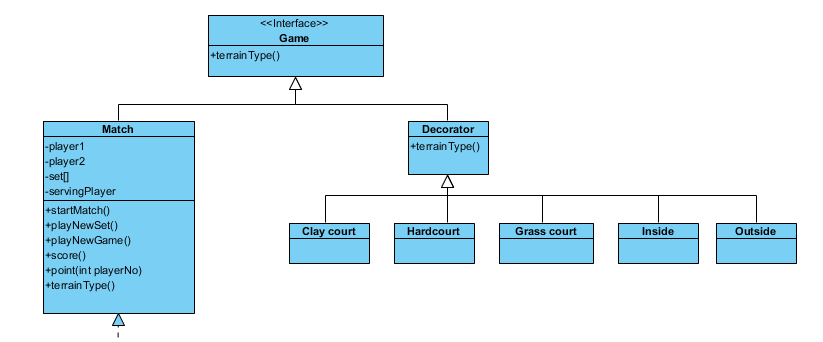 <<Interface>>
Game
+terrainType()
Match
-player1
-player2
-set[]
-servingPlayer
+startMatch()
+playNewSet()
+playNewGame()
+score()
+point(int playerNo)
+terrainType()
Decorator
+terrainType()
Clay court
Hardcourt
Grass court
Inside
Outside